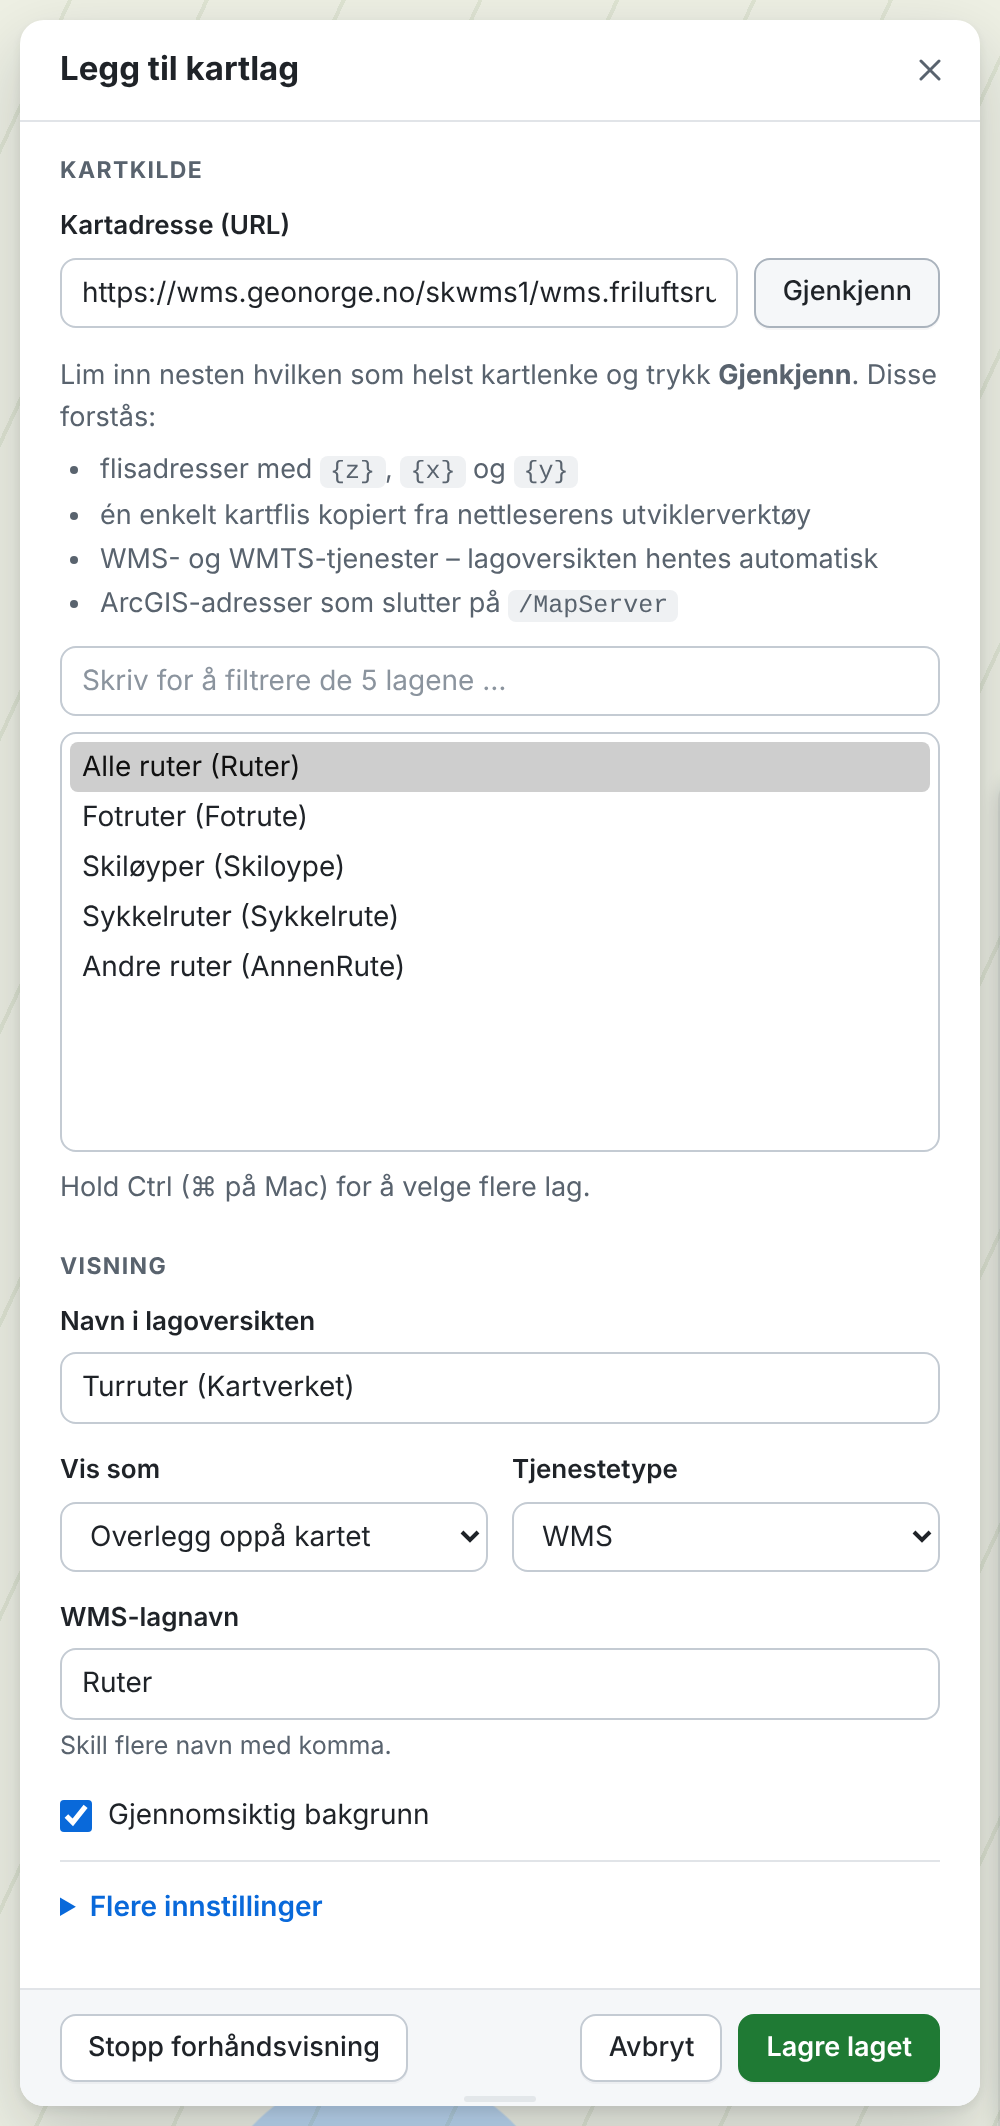 Legg til kartlag
KARTKILDE
Kartadresse (URL)
https://wms.geonorge.no/skwms1/wms.friluftsru
Gjenkjenn
Lim inn nesten hvilken som helst kartlenke og trykk Gjenkjenn. Disse
forstås:
• flisadresser med {z}, {x} og {y}
• én enkelt kartflis kopiert fra nettleserens utviklerverktøy
• WMS- og WMTS-tjenester – lagoversikten hentes automatisk
• ArcGIS-adresser som slutter på /MapServer
Skriv for å filtrere de 5 lagene ...
Alle ruter (Ruter)
Fotruter (Fotrute)
Skiløyper (Skiloype)
Sykkelruter (Sykkelrute)
Andre ruter (AnnenRute)
Hold Ctrl (⌘ på Mac) for å velge flere lag.
VISNING
Navn i lagoversikten
Turruter (Kartverket)
Vis som
Tjenestetype
Overlegg oppå kartet
WMS
WMS-lagnavn
Ruter
Skill flere navn med komma.
Gjennomsiktig bakgrunn
Flere innstillinger
Stopp forhåndsvisning
Avbryt
Lagre laget